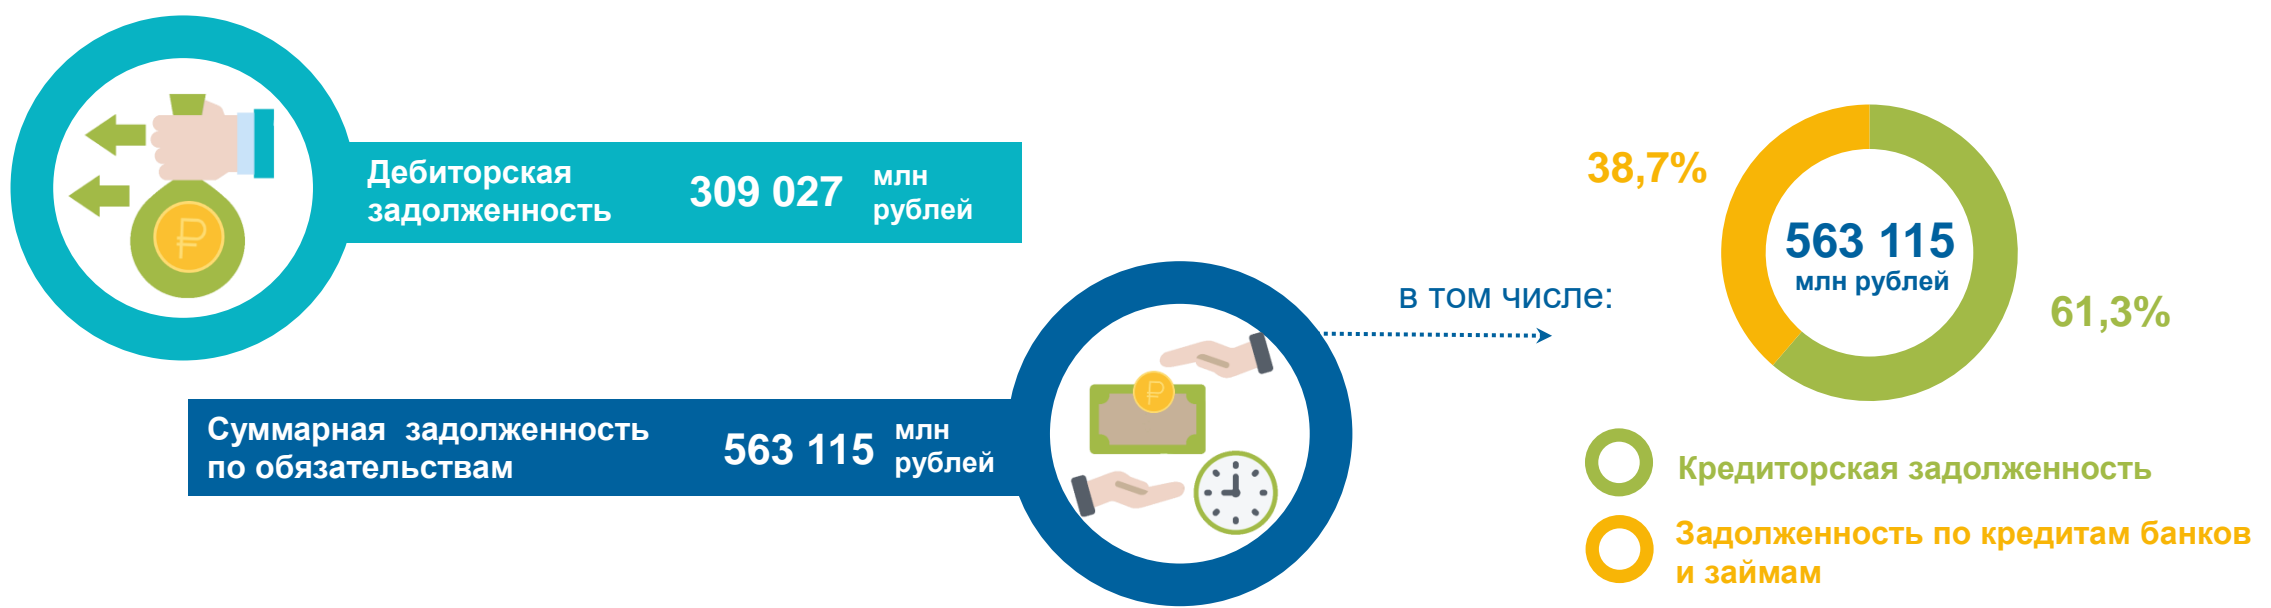 Дебиторская
задолженность
309 027
млн
рублей
Суммарная задолженность
по обязательствам
563 115
млн
рублей
в том числе:
38,7%
563 115
млн рублей
61,3%
Кредиторская задолженность
Задолженность по кредитам банков
и займам